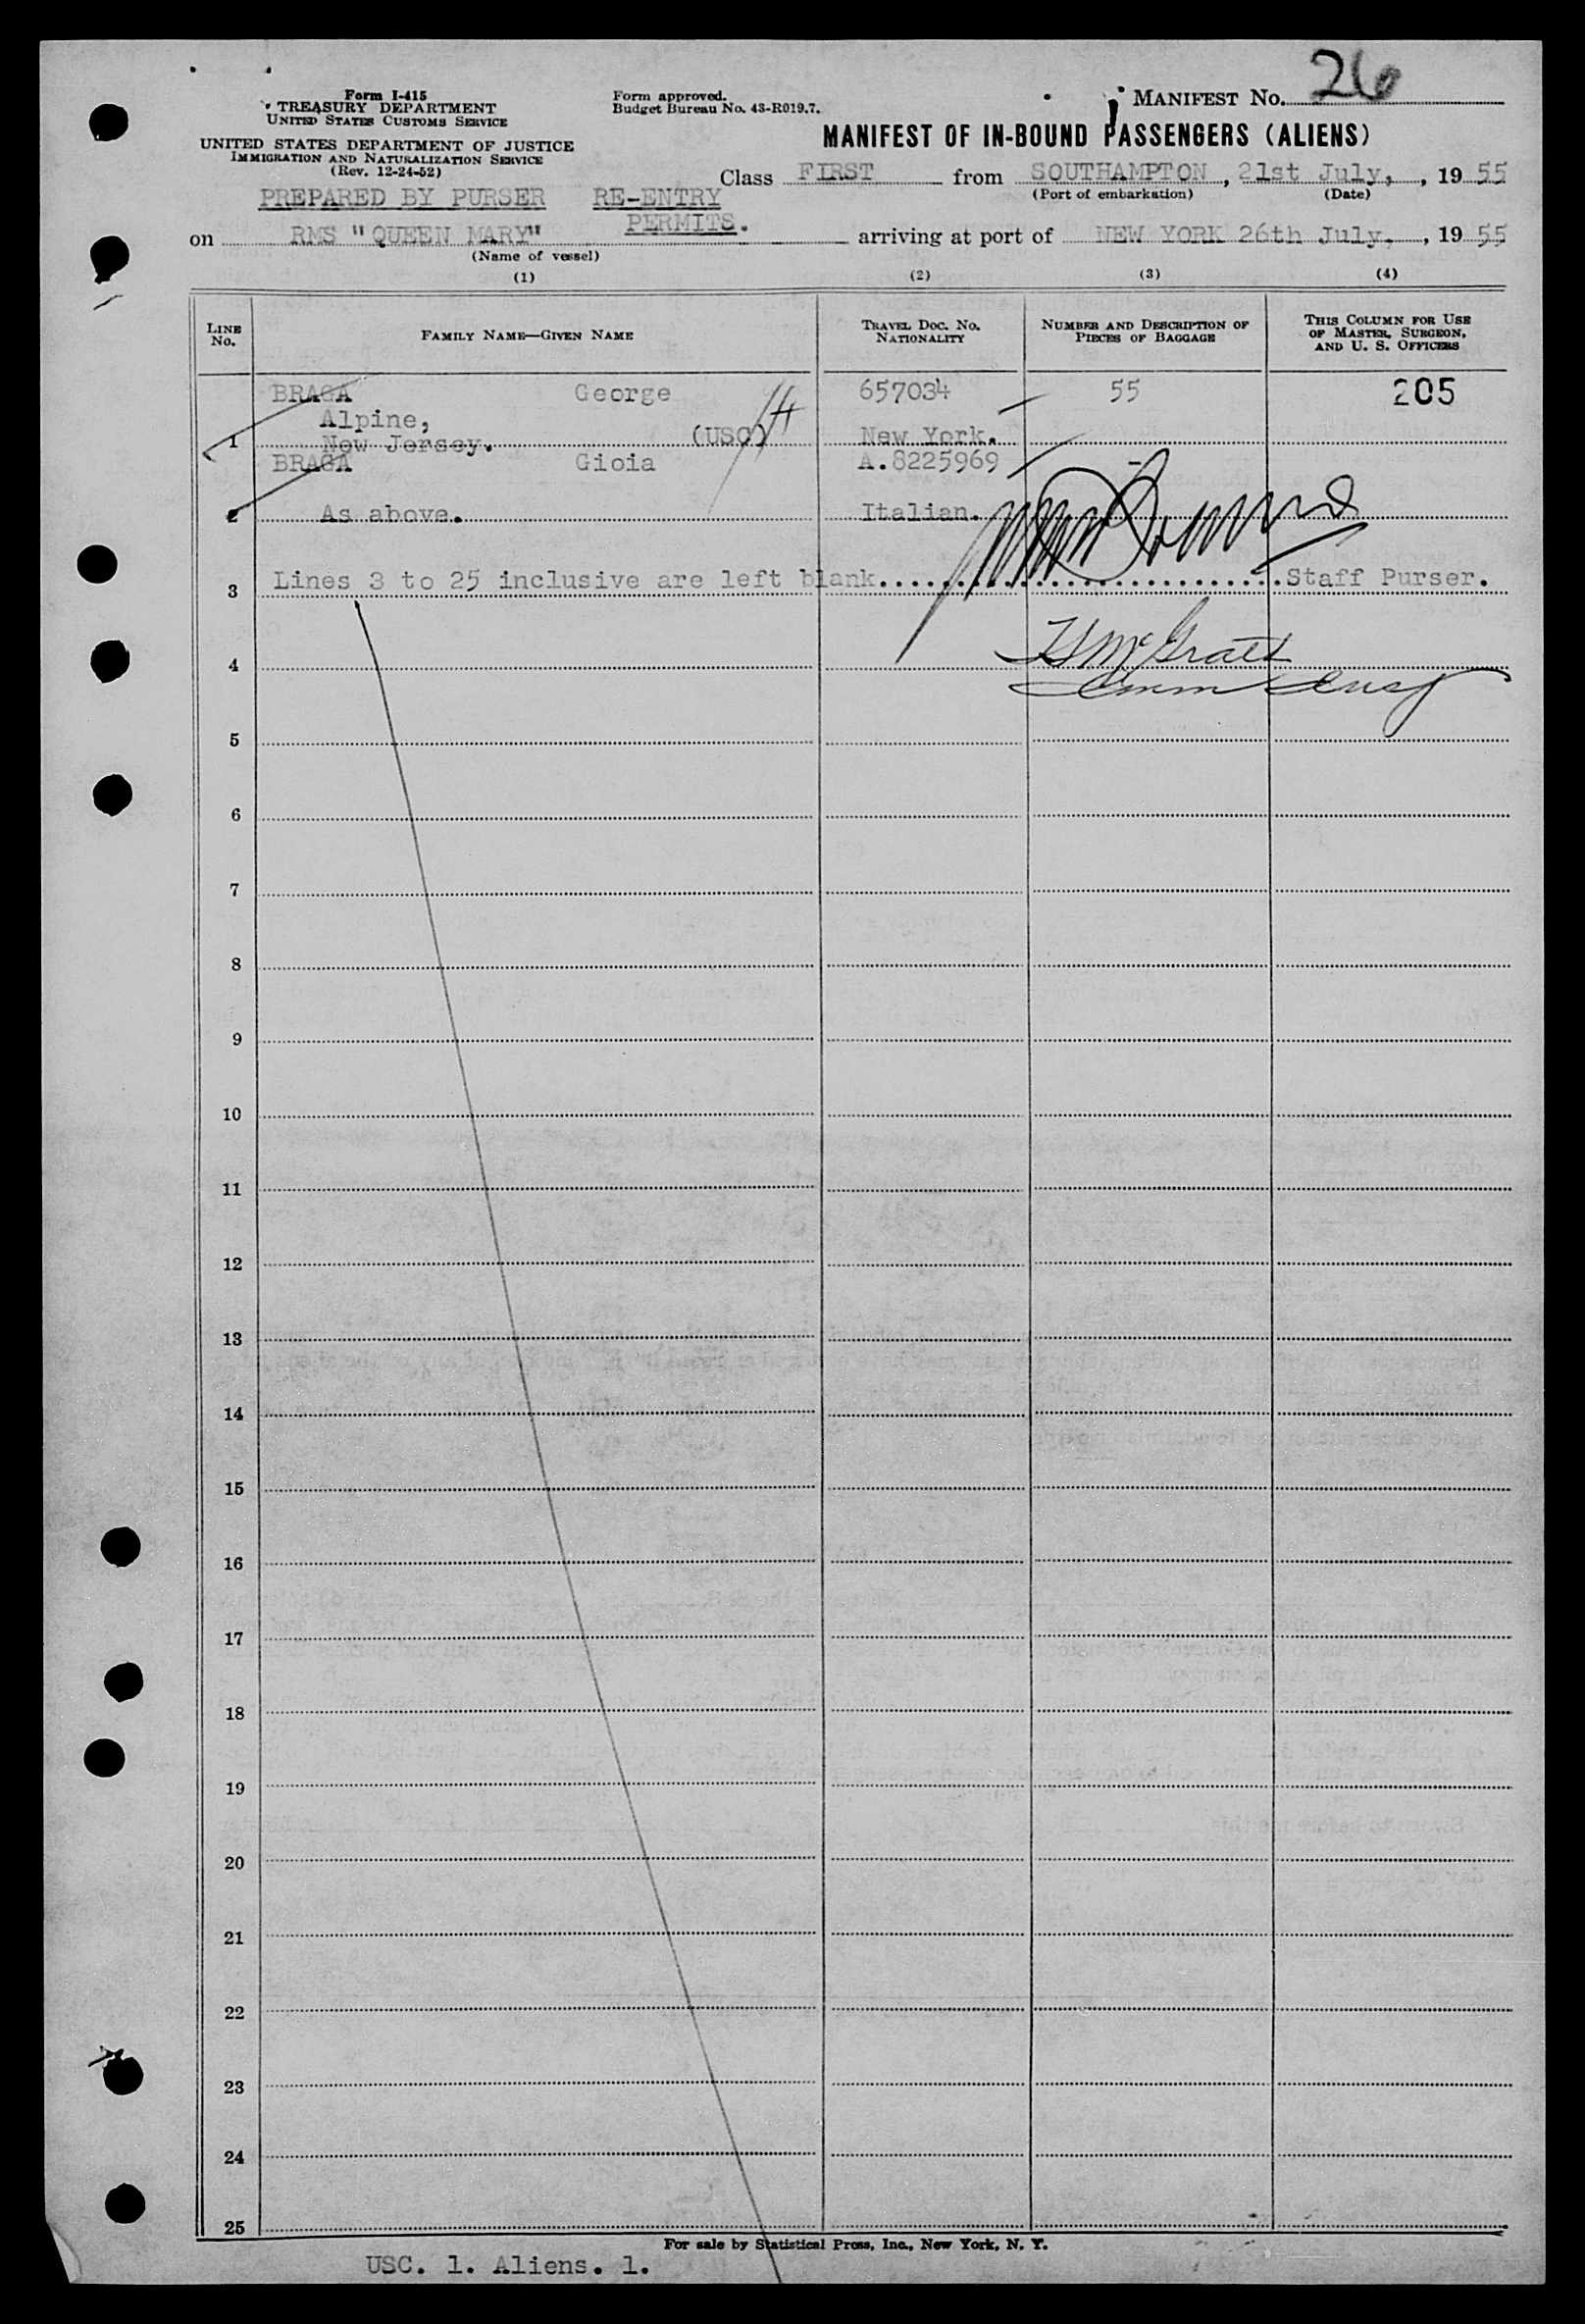 Form I-415
TREASURY DEPARTMENT
UNITED STATES CUSTOMS SERVICE
UNITED STATES DEPARTMENT OF JUSTICE
IMMIGRATION AND NATURALIZATION SERVICE
(Rev. 12-24-52)
Form approved.
Budget Bureau No. 43-R019.7.
MANIFEST NO. 26
MANIFEST OF IN-BOUND PASSENGERS (ALIENS)
Class FIRST from SOUTHAMPTON, 21st July, , 19 55
(Port of embarkation) (Date)
PREPARED BY PURSER RE-ENTRY
PERMITS.
on RMS "QUEEN MARY" arriving at port of NEW YORK 26th July, , 19 55
(Name of vessel)
(1) (2) (3) (4)
LINE No. FAMILY NAME—GIVEN NAME TRAVEL DOC. NO. NATIONALITY NUMBER AND DESCRIPTION OF PIECES OF BAGGAGE THIS COLUMN FOR USE OF MASTER, SURGEON, AND U. S. OFFICERS
BRAGA George 657034 55 205
Alpine,
1 New Jersey. (USC) New York.
BRAGA Gioia A.8225969 -
2 As above. Italian.
3 Lines 3 to 25 inclusive are left blank Staff Purser.
4 McGrath
Imm Insp
5
6
7
8
9
10
11
12
13
14
15
16
17
18
19
20
21
22
23
24
25
For sale by Statistical Press, Inc., New York, N. Y.
USC. 1. Aliens. 1.